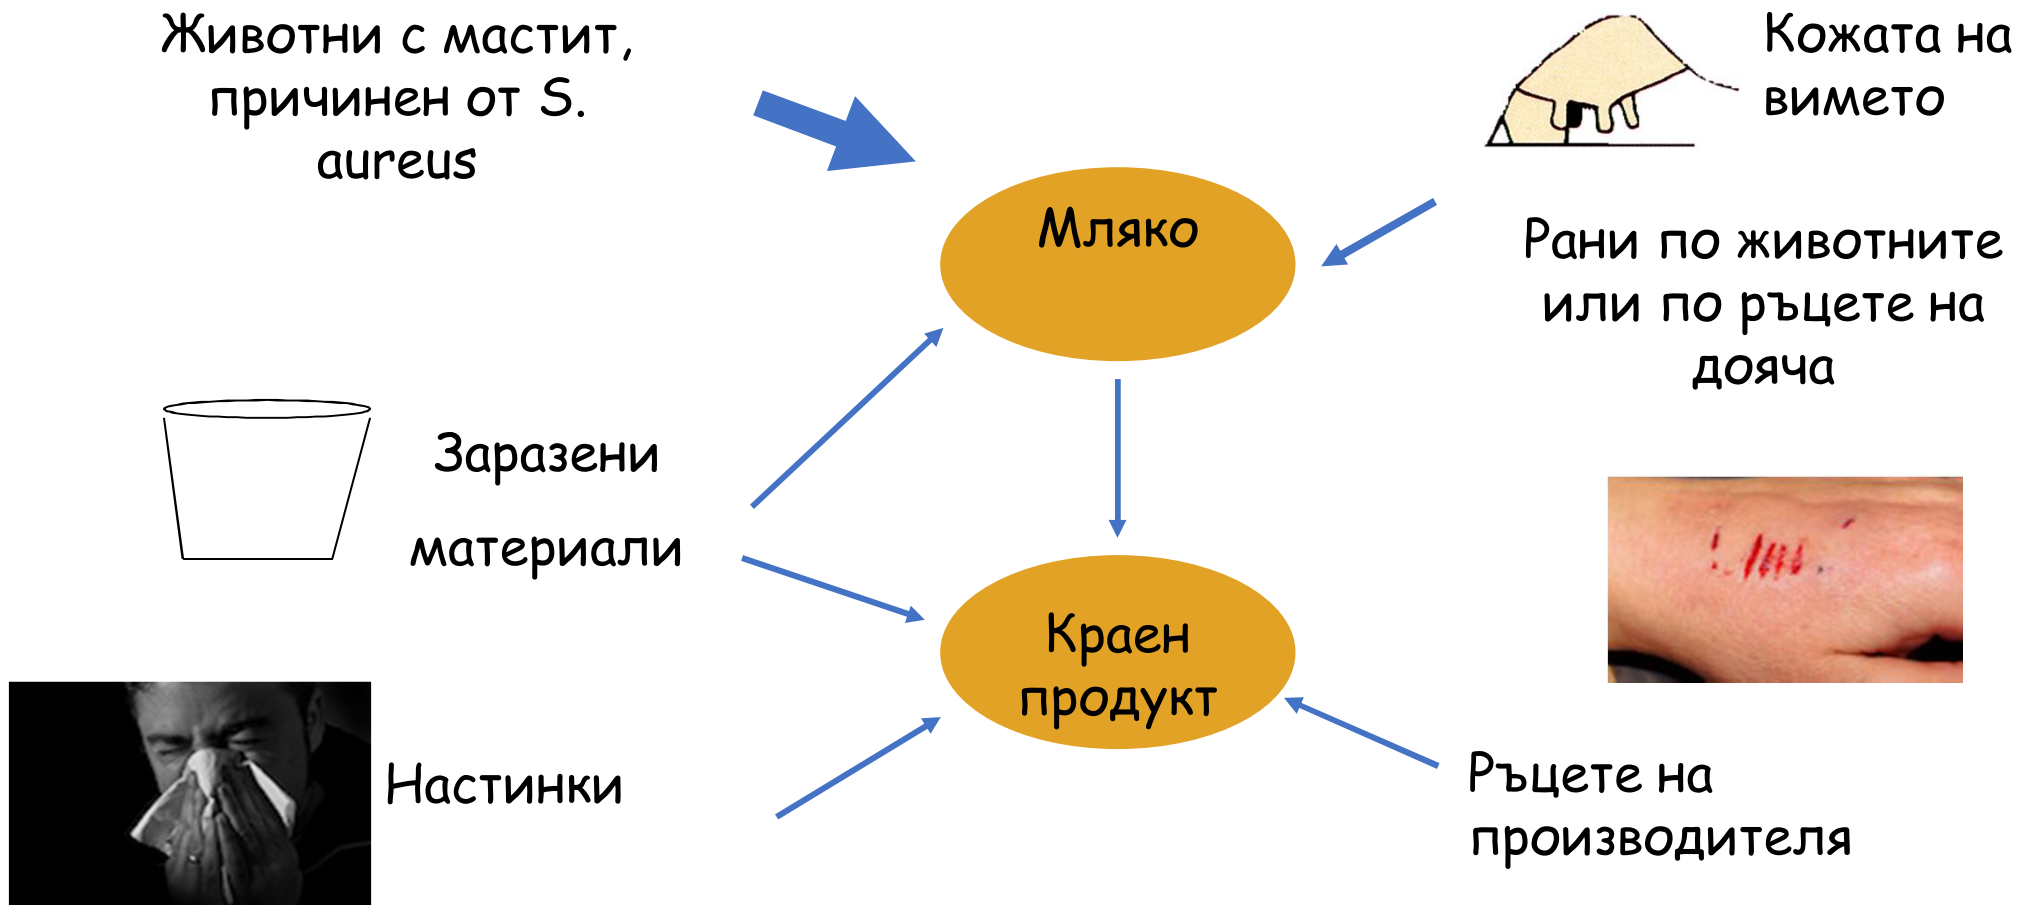 Животни с мастит,
причинен от S.
aureus
Кожата на
вимето
Мляко
Рани по животните
или по ръцете на
дояча
Заразени
материали
Краен
продукт
Настинки
Ръцете на
производителя